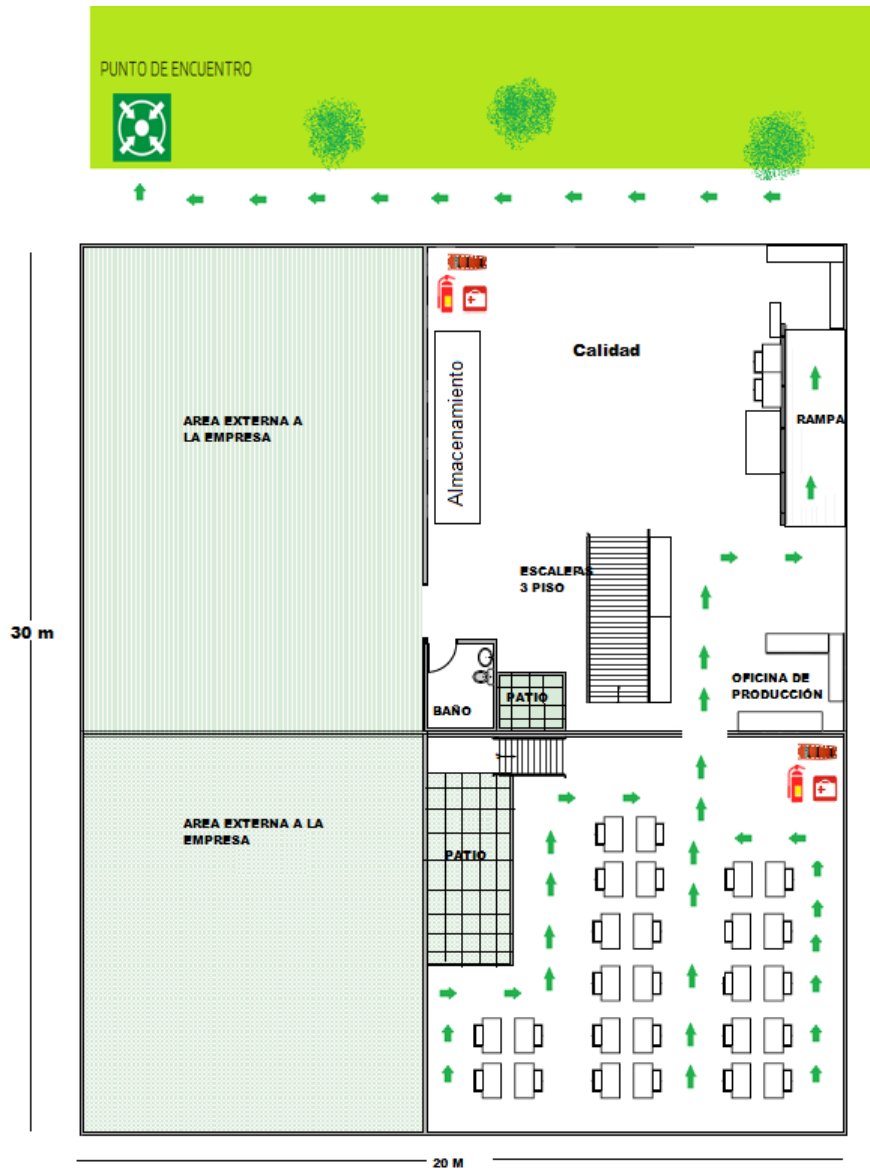 PUNTO DE ENCUENTRO
Calidad
Almacenamiento
AREA EXTERNA A
LA EMPRESA
RAMPA
ESCALERAS
3 PISO
30 m
OFICINA DE
PRODUCCIÓN
PATIO
BAÑO
AREA EXTERNA A LA
EMPRESA
PATIO
20 M